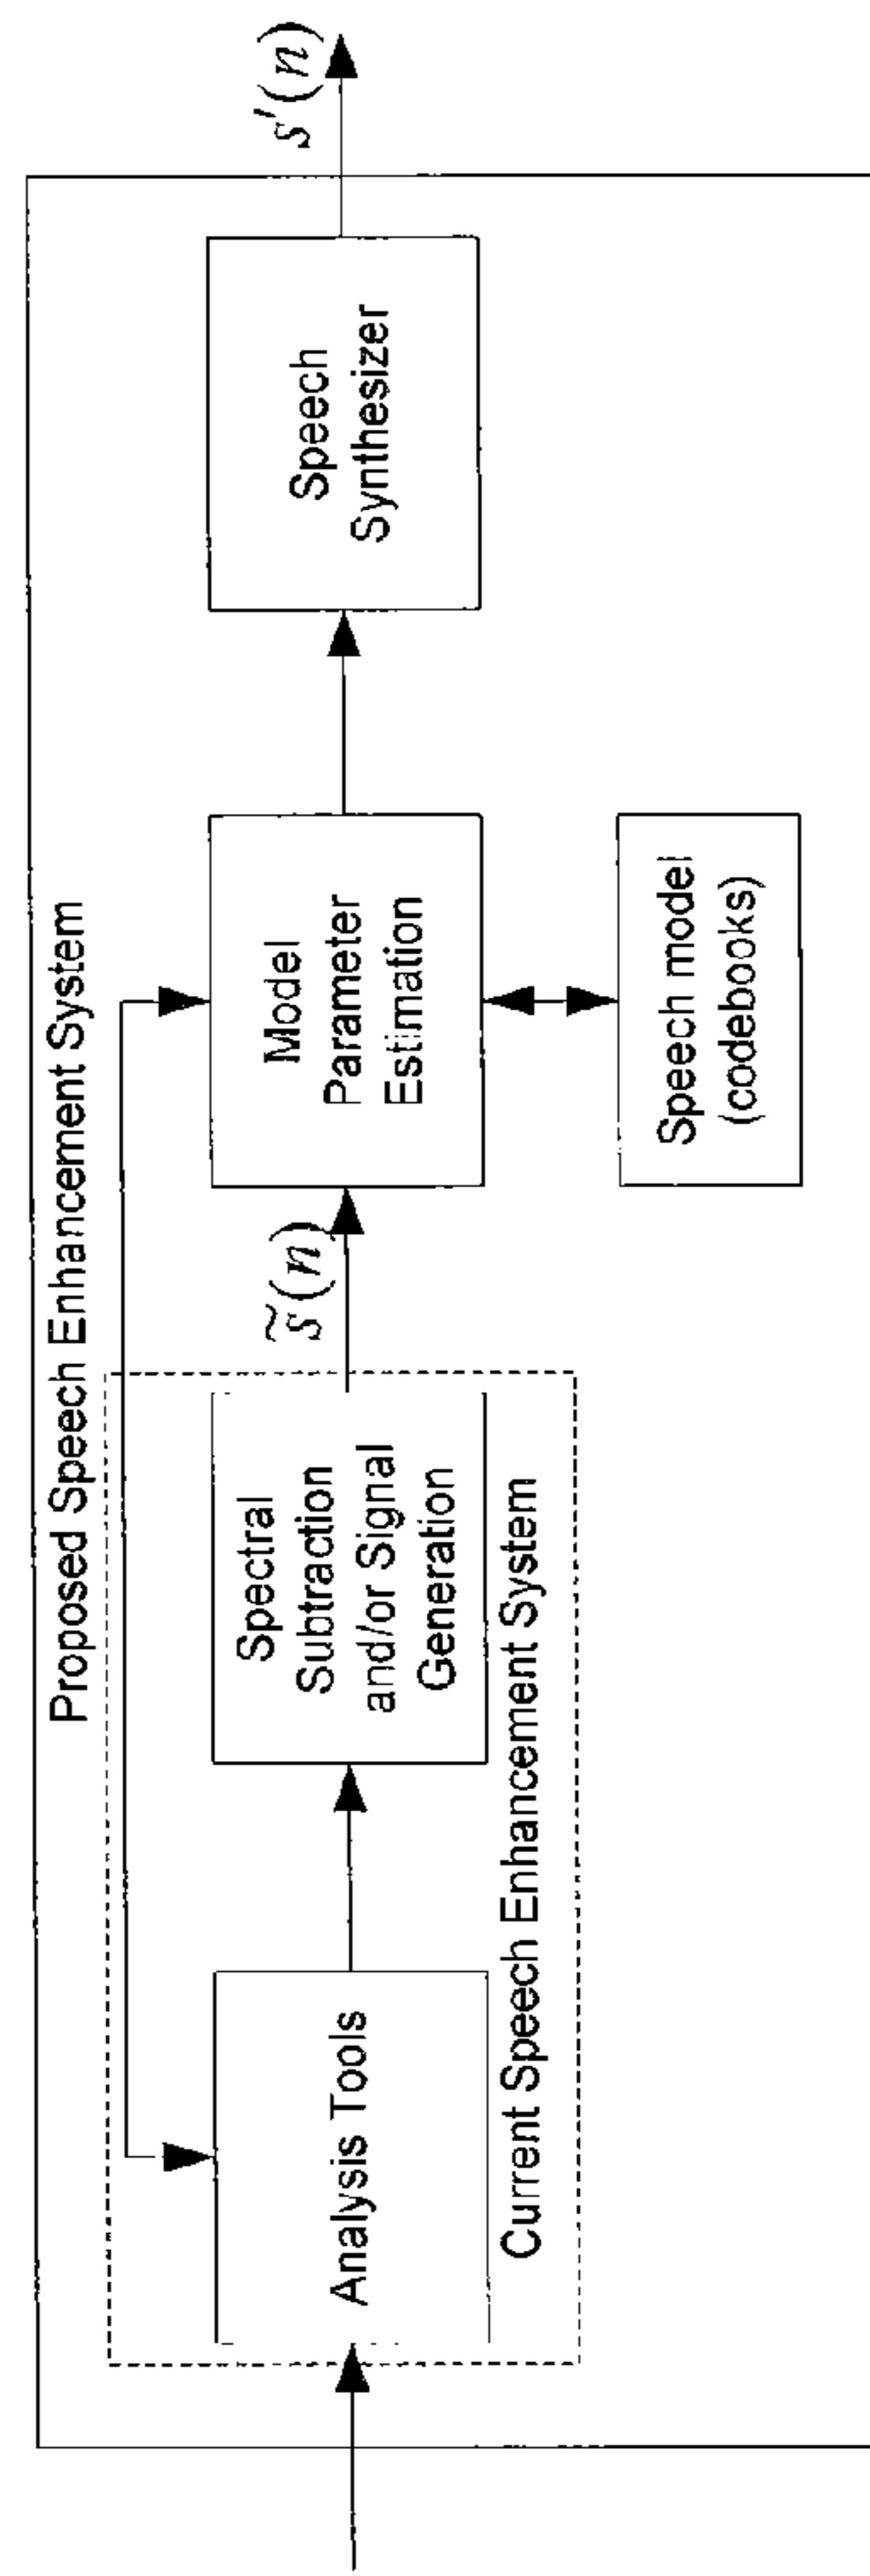 Proposed Speech Enhancement System
Analysis Tools
Spectral
Subtraction
and/or Signal
Generation
Current Speech Enhancement System
s̃(n)
Model
Parameter
Estimation
Speech model
(codebooks)
Speech
Synthesizer
s′(n)